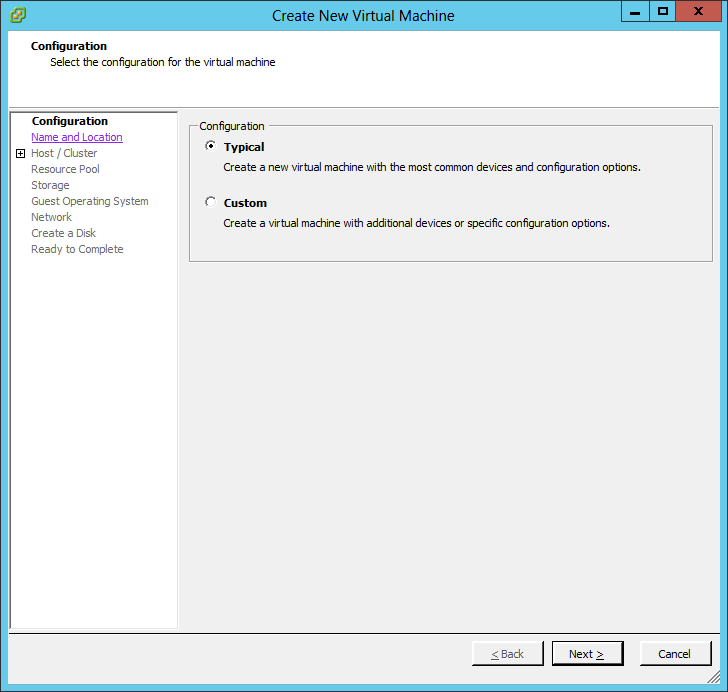 Create New Virtual Machine
Configuration
Select the configuration for the virtual machine
Configuration
Name and Location
Host / Cluster
Resource Pool
Storage
Guest Operating System
Network
Create a Disk
Ready to Complete
Configuration
Typical
Create a new virtual machine with the most common devices and configuration options.
Custom
Create a virtual machine with additional devices or specific configuration options.
< Back
Next >
Cancel